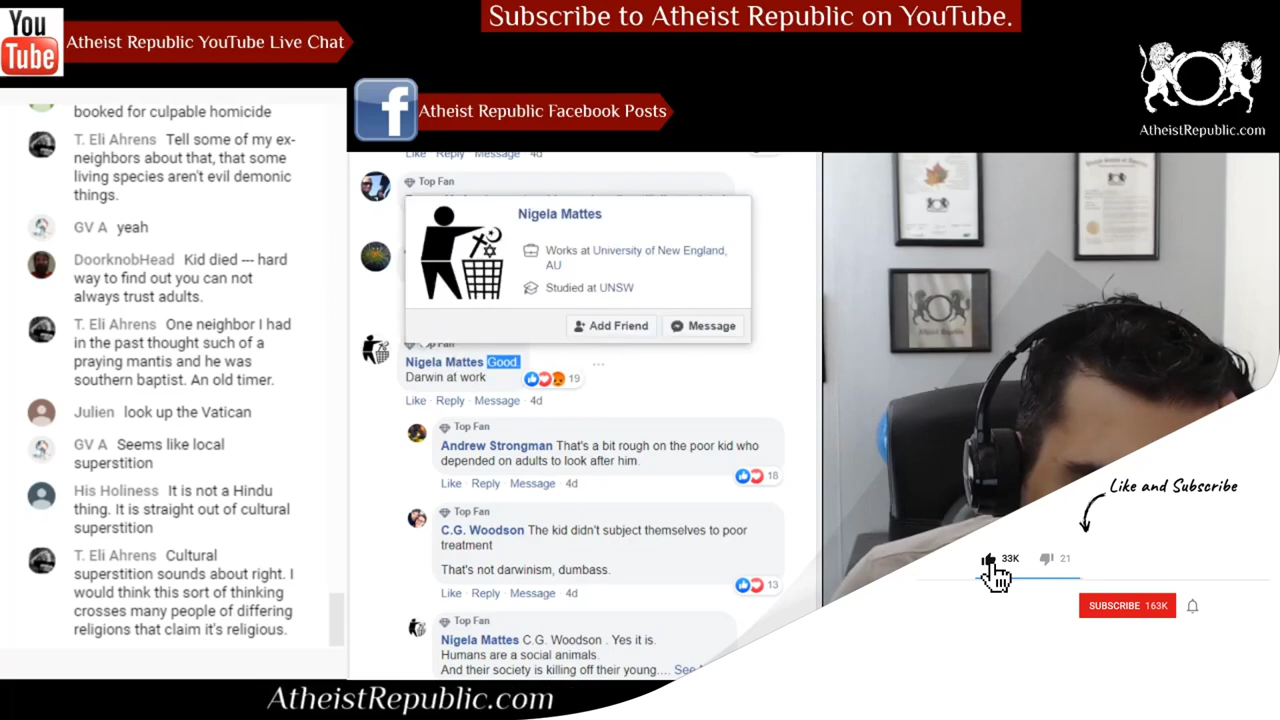 Subscribe to Atheist Republic on YouTube.
You
Tube
Atheist Republic YouTube Live Chat
AtheistRepublic.com
f
Atheist Republic Facebook Posts
booked for culpable homicide
T. Eli Ahrens Tell some of my ex-
neighbors about that, that some
living species aren't evil demonic
things.
GV A yeah
DoorknobHead Kid died --- hard
way to find out you can not
always trust adults.
T. Eli Ahrens One neighbor I had
in the past thought such of a
praying mantis and he was
southern baptist. An old timer.
Julien look up the Vatican
GV A Seems like local
superstition
His Holiness It is not a Hindu
thing. It is straight out of cultural
superstition
T. Eli Ahrens Cultural
superstition sounds about right. I
would think this sort of thinking
crosses many people of differing
religions that claim it's religious.
Like · Reply · Message · 4d
Top Fan
Nigela Mattes
Works at University of New England,
AU
Studied at UNSW
Add Friend
Message
Top Fan
Nigela Mattes Good.
Darwin at work
19
Like · Reply · Message · 4d
Top Fan
Andrew Strongman That's a bit rough on the poor kid who
depended on adults to look after him.
18
Like · Reply · Message · 4d
Top Fan
C.G. Woodson The kid didn't subject themselves to poor
treatment
That's not darwinism, dumbass.
13
Like · Reply · Message · 4d
Top Fan
Nigela Mattes C.G. Woodson . Yes it is.
Humans are a social animals.
And their society is killing off their young.... See
Like and Subscribe
33K
21
SUBSCRIBE 163K
AtheistRepublic.com